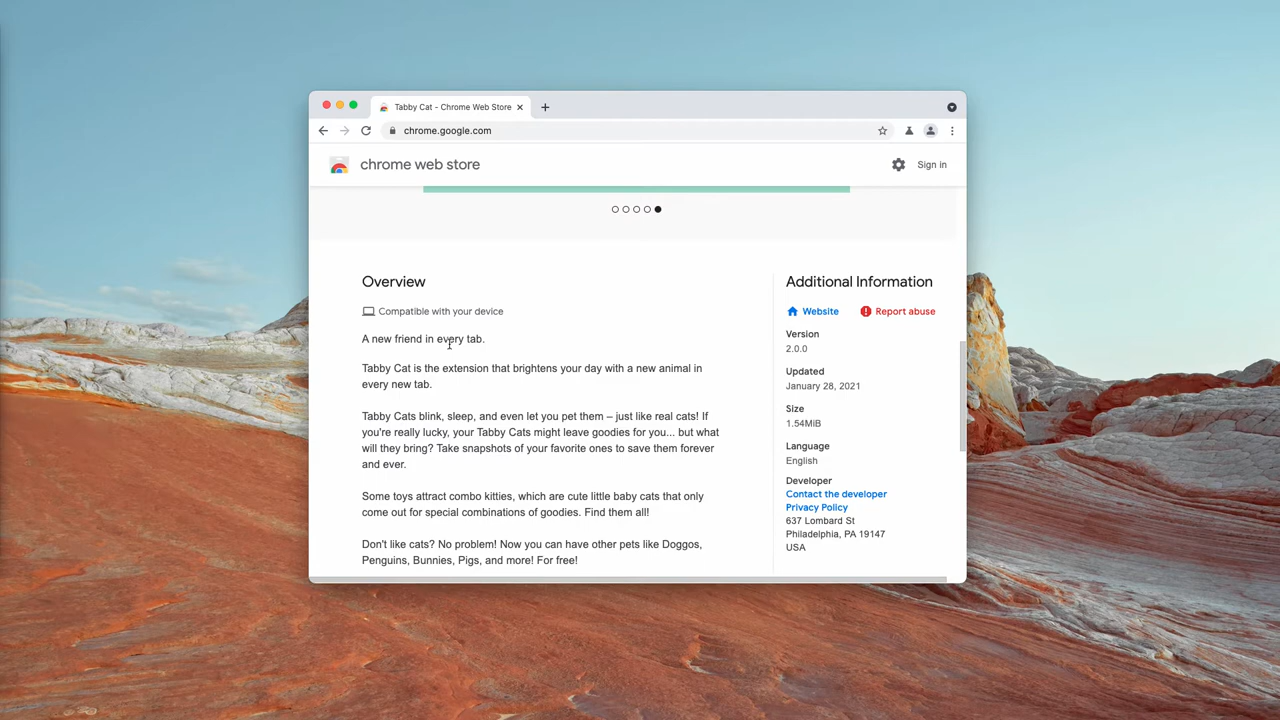 Tabby Cat - Chrome Web Store
chrome.google.com
chrome web store
Sign in
Overview
Compatible with your device
A new friend in every tab.
Tabby Cat is the extension that brightens your day with a new animal in
every new tab.
Tabby Cats blink, sleep, and even let you pet them – just like real cats! If
you're really lucky, your Tabby Cats might leave goodies for you... but what
will they bring? Take snapshots of your favorite ones to save them forever
and ever.
Some toys attract combo kitties, which are cute little baby cats that only
come out for special combinations of goodies. Find them all!
Don't like cats? No problem! Now you can have other pets like Doggos,
Penguins, Bunnies, Pigs, and more! For free!
Additional Information
Website
Report abuse
Version
2.0.0
Updated
January 28, 2021
Size
1.54MiB
Language
English
Developer
Contact the developer
Privacy Policy
637 Lombard St
Philadelphia, PA 19147
USA